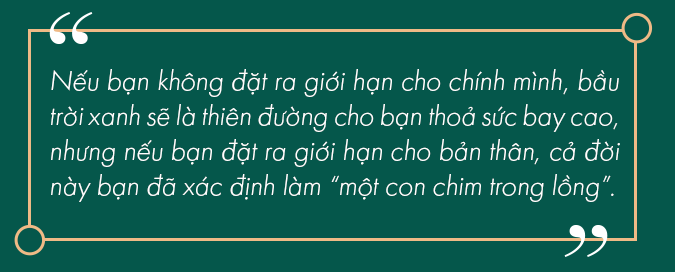 “
Nếu bạn không đặt ra giới hạn cho chính mình, bầu
trời xanh sẽ là thiên đường cho bạn thoả sức bay cao,
nhưng nếu bạn đặt ra giới hạn cho bản thân, cả đời
này bạn đã xác định làm “một con chim trong lồng”.
”